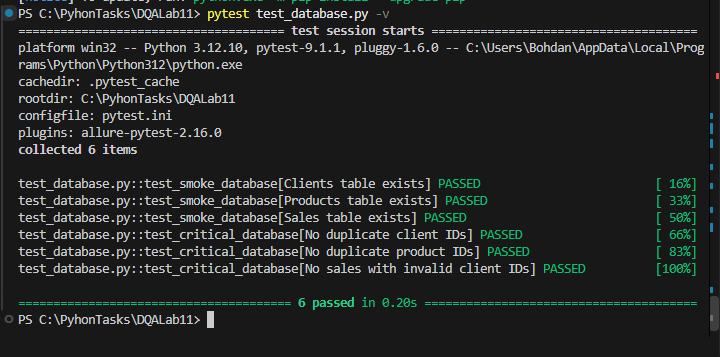 PS C:\PyhonTasks\DQALab11> pytest test_database.py -v
====================================== test session starts ======================================
platform win32 -- Python 3.12.10, pytest-9.1.1, pluggy-1.6.0 -- C:\Users\Bohdan\AppData\Local\Prog
rams\Python\Python312\python.exe
cachedir: .pytest_cache
rootdir: C:\PyhonTasks\DQALab11
configfile: pytest.ini
plugins: allure-pytest-2.16.0
collected 6 items
test_database.py::test_smoke_database[Clients table exists] PASSED [ 16%]
test_database.py::test_smoke_database[Products table exists] PASSED [ 33%]
test_database.py::test_smoke_database[Sales table exists] PASSED [ 50%]
test_database.py::test_critical_database[No duplicate client IDs] PASSED [ 66%]
test_database.py::test_critical_database[No duplicate product IDs] PASSED [ 83%]
test_database.py::test_critical_database[No sales with invalid client IDs] PASSED [100%]
======================================= 6 passed in 0.20s =======================================
PS C:\PyhonTasks\DQALab11>